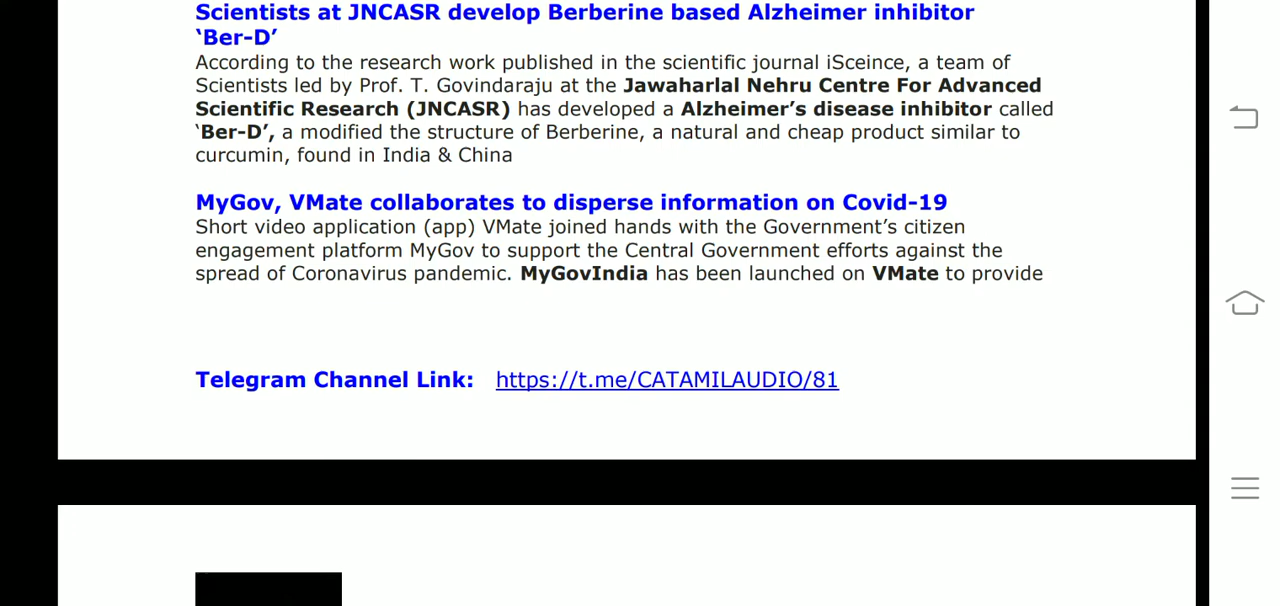 Scientists at JNCASR develop Berberine based Alzheimer inhibitor
‘Ber-D’
According to the research work published in the scientific journal iSceince, a team of
Scientists led by Prof. T. Govindaraju at the Jawaharlal Nehru Centre For Advanced
Scientific Research (JNCASR) has developed a Alzheimer’s disease inhibitor called
‘Ber-D’, a modified the structure of Berberine, a natural and cheap product similar to
curcumin, found in India & China
MyGov, VMate collaborates to disperse information on Covid-19
Short video application (app) VMate joined hands with the Government’s citizen
engagement platform MyGov to support the Central Government efforts against the
spread of Coronavirus pandemic. MyGovIndia has been launched on VMate to provide
Telegram Channel Link: https://t.me/CATAMILAUDIO/81